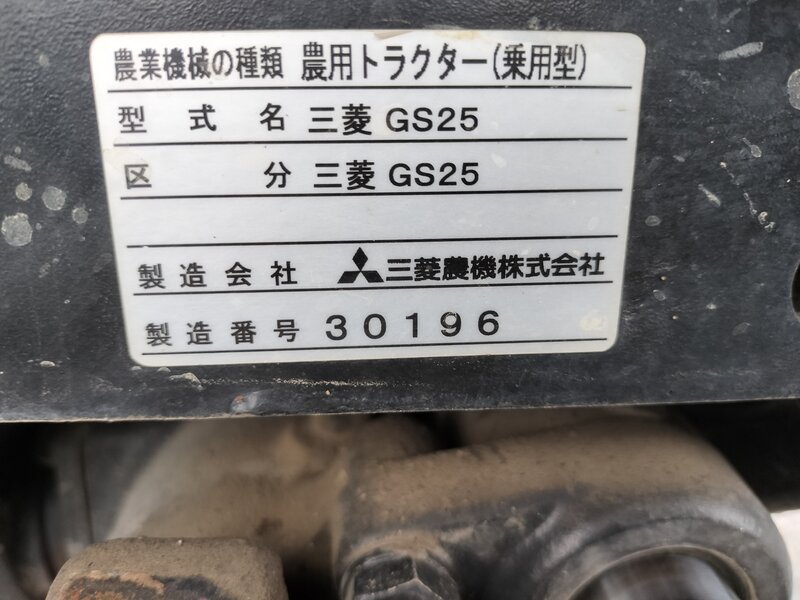 農業機械の種類 農用トラクター(乗用型)
型式名 三菱 GS25
区分 三菱 GS25
製造会社 三菱農機株式会社
製造番号 30196